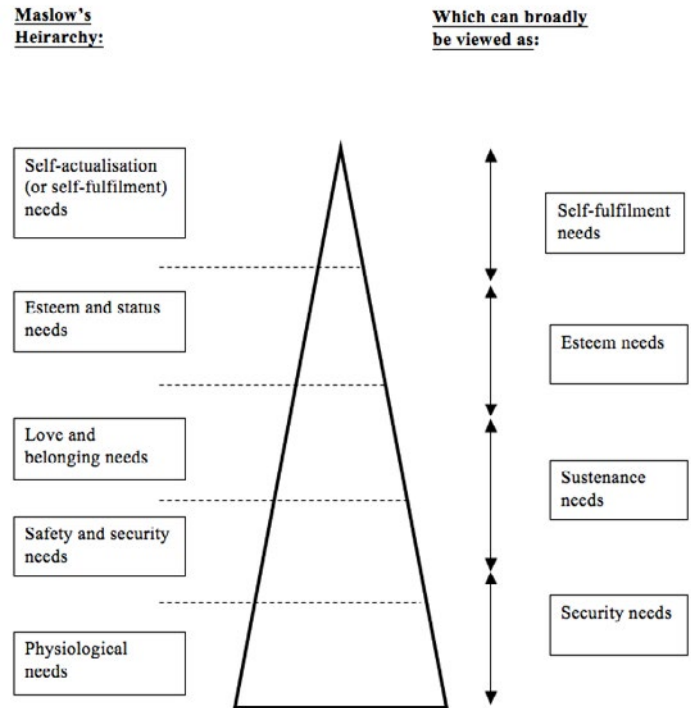 Maslow's
Heirarchy:
Which can broadly
be viewed as:
Self-actualisation
(or self-fulfilment)
needs
Self-fulfilment
needs
Esteem and status
needs
Esteem needs
Love and
belonging needs
Sustenance
needs
Safety and security
needs
Security needs
Physiological
needs